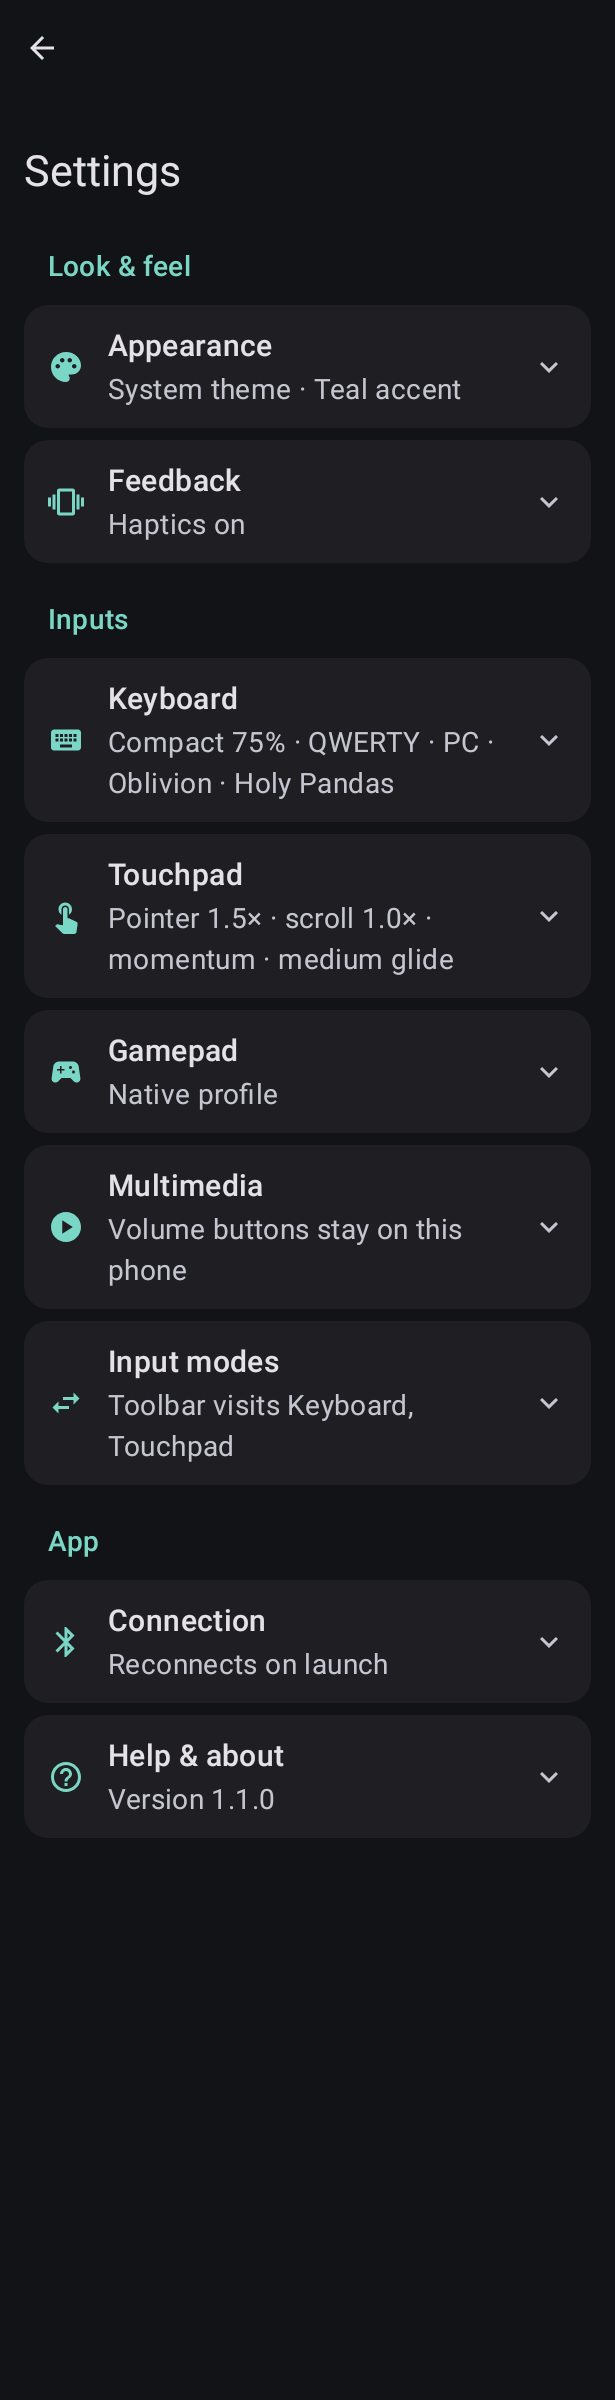 Settings
Look & feel
Appearance
System theme · Teal accent
Feedback
Haptics on
Inputs
Keyboard
Compact 75% · QWERTY · PC ·
Oblivion · Holy Pandas
Touchpad
Pointer 1.5× · scroll 1.0× ·
momentum · medium glide
Gamepad
Native profile
Multimedia
Volume buttons stay on this
phone
Input modes
Toolbar visits Keyboard,
Touchpad
App
Connection
Reconnects on launch
Help & about
Version 1.1.0